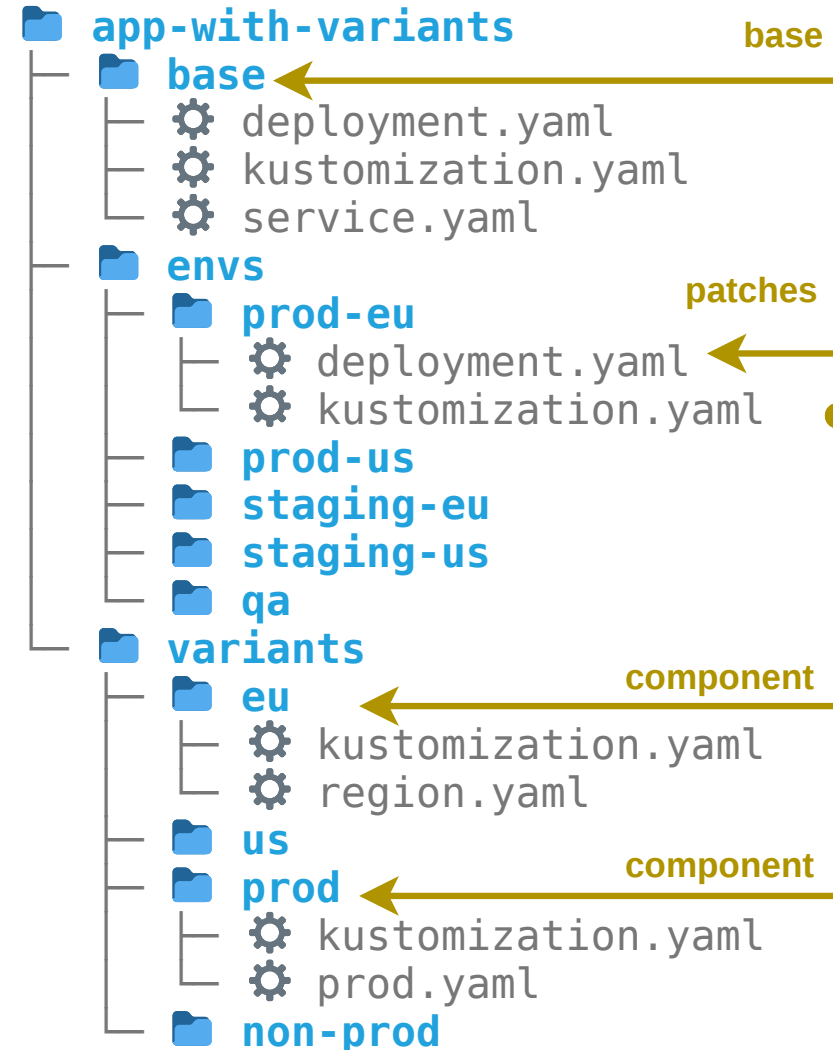 app-with-variants
base
base
deployment.yaml
kustomization.yaml
service.yaml
envs
patches
prod-eu
deployment.yaml
kustomization.yaml
prod-us
staging-eu
staging-us
qa
variants
component
eu
kustomization.yaml
region.yaml
us
component
prod
kustomization.yaml
prod.yaml
non-prod